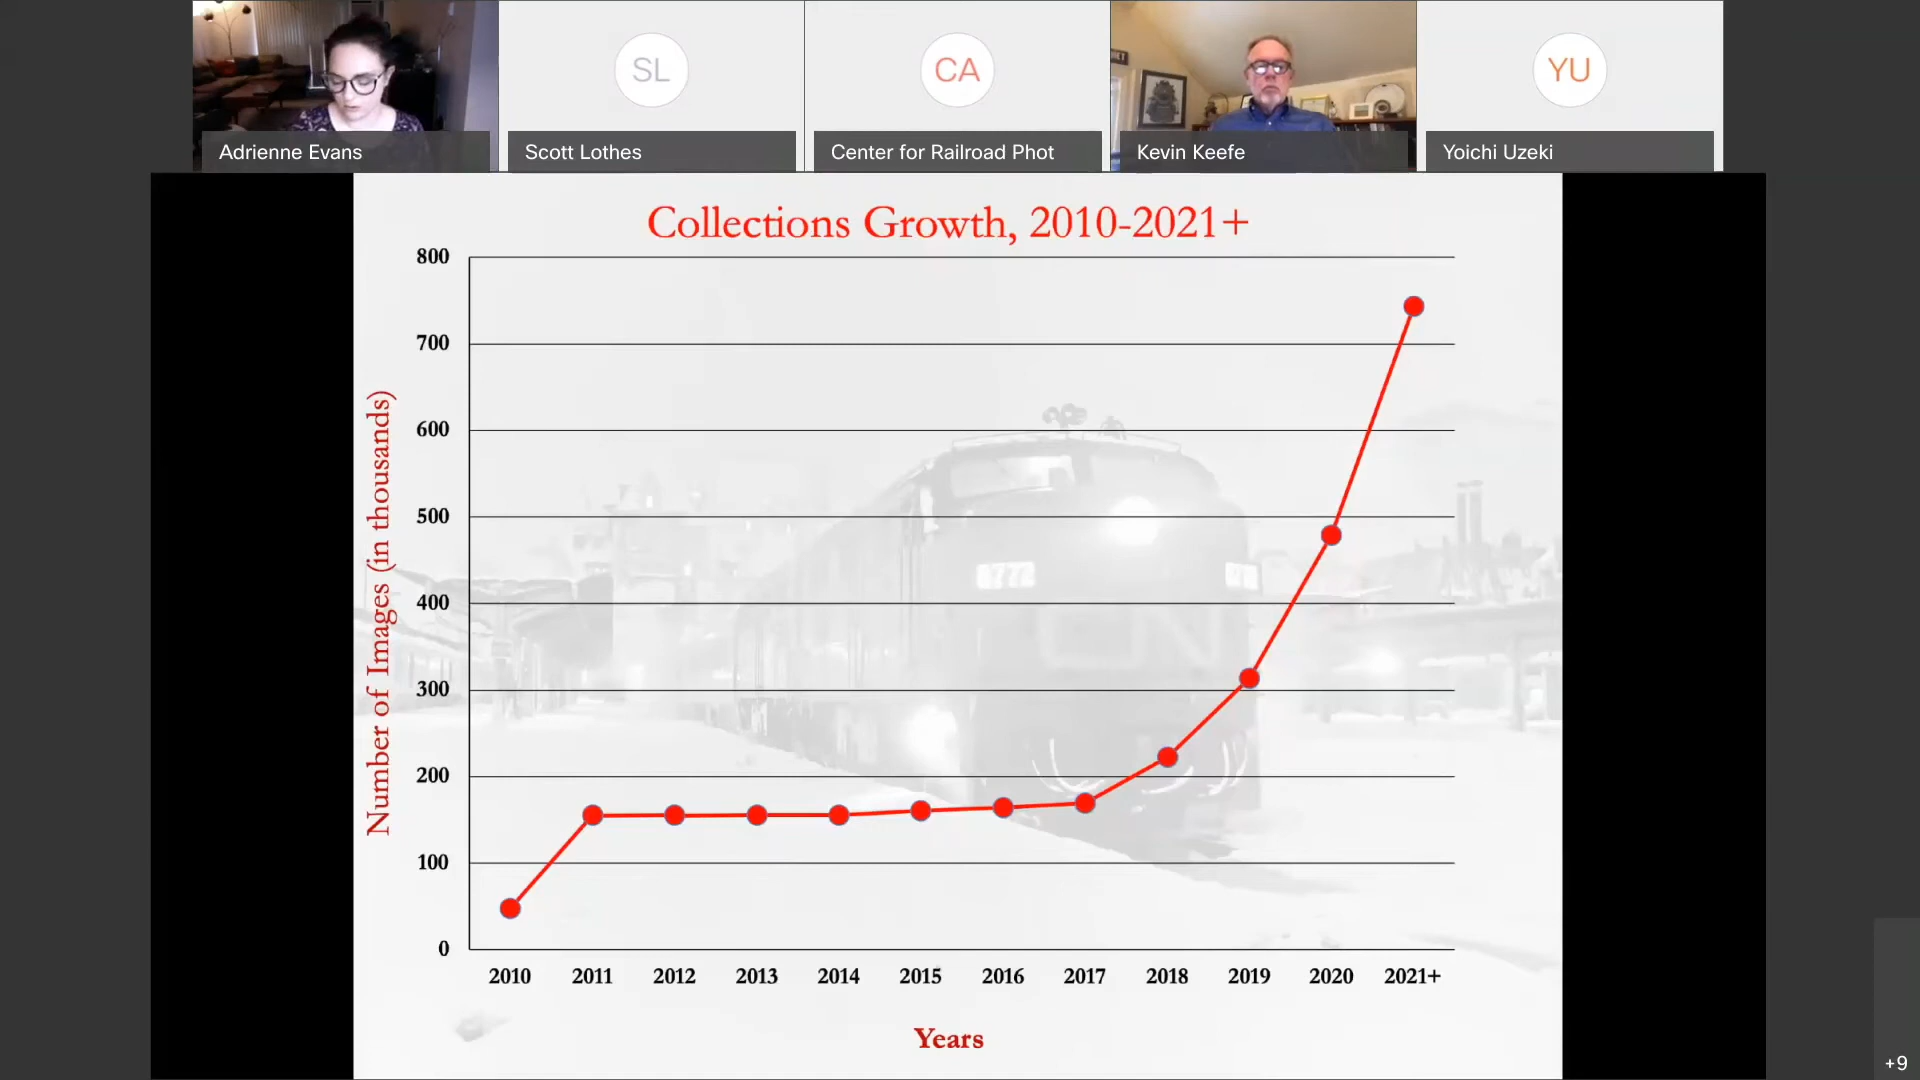 SL
CA
YU
Adrienne Evans
Scott Lothes
Center for Railroad Phot
Kevin Keefe
Yoichi Uzeki
Collections Growth, 2010-2021+
800
700
600
500
400
300
200
100
0
Number of Images (in thousands)
CN
2010 2011 2012 2013 2014 2015 2016 2017 2018 2019 2020 2021+
Years
+9